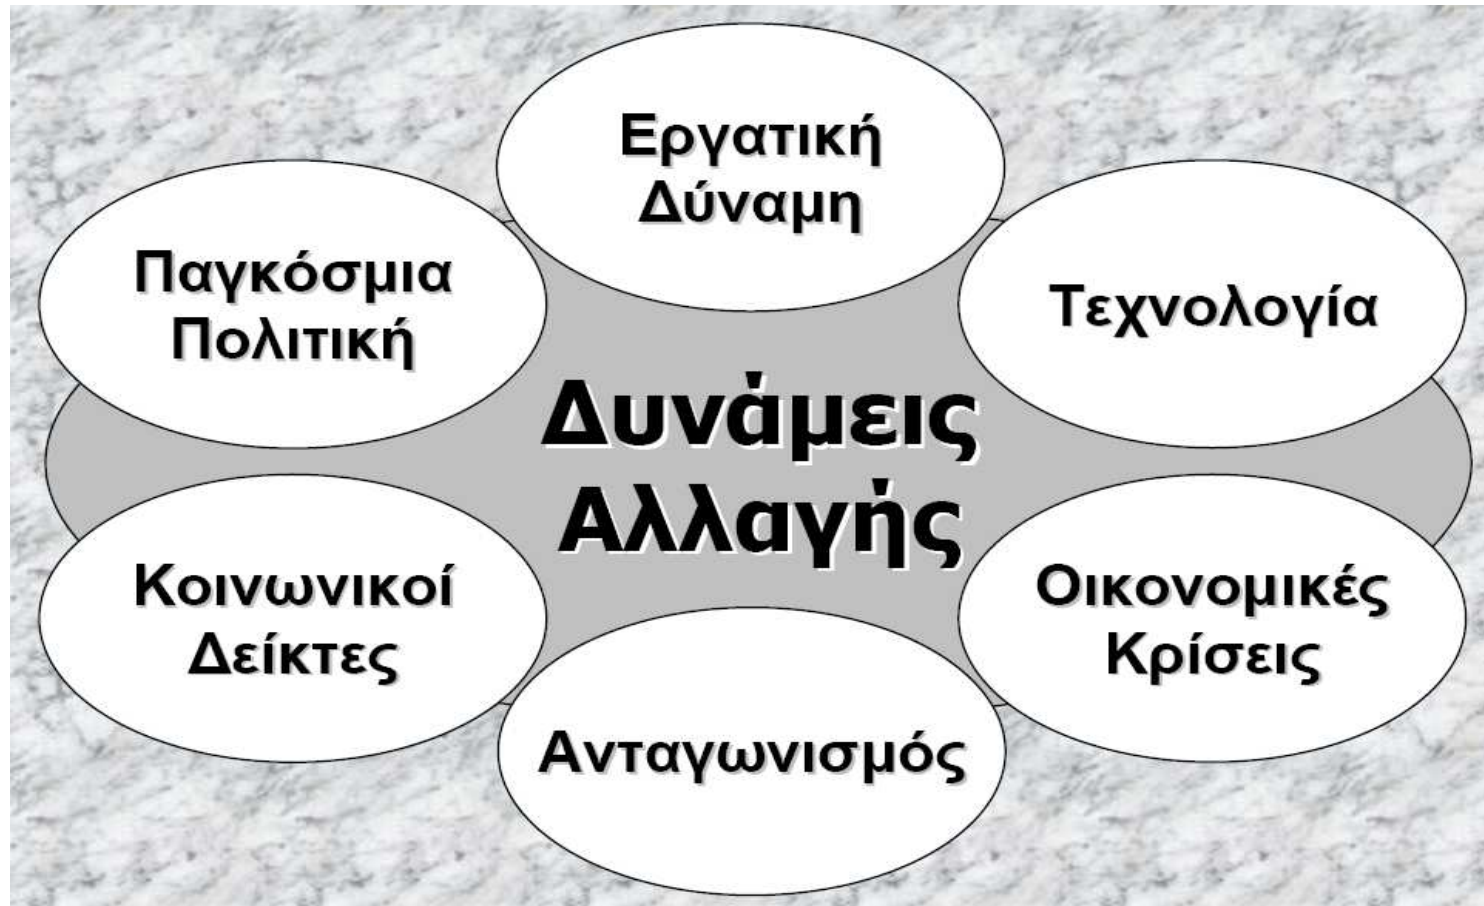 Εργατική
Δύναμη
Παγκόσμια
Πολιτική
Τεχνολογία
Δυνάμεις
Αλλαγής
Κοινωνικοί
Δείκτες
Οικονομικές
Κρίσεις
Ανταγωνισμός